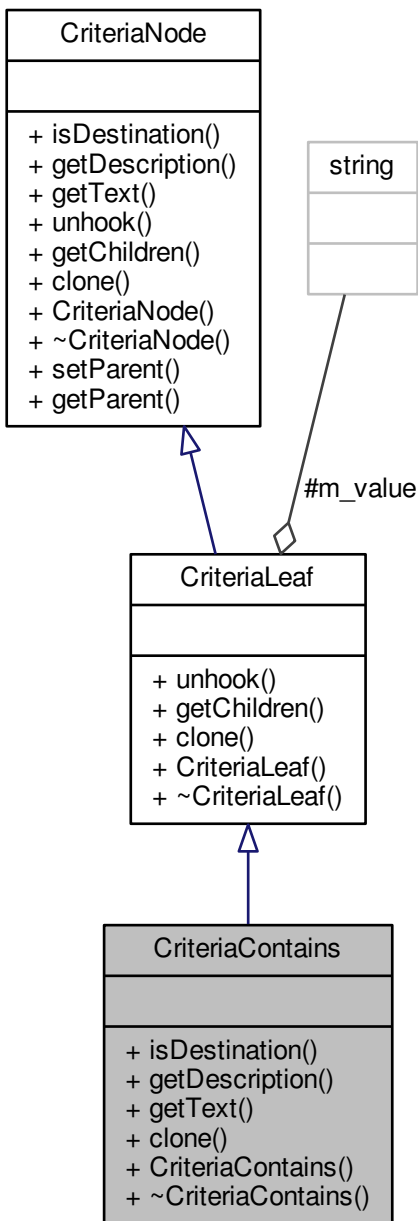 CriteriaNode
+ isDestination()
+ getDescription()
+ getText()
+ unhook()
+ getChildren()
+ clone()
+ CriteriaNode()
+ ~CriteriaNode()
+ setParent()
+ getParent()
string
#m_value
CriteriaLeaf
+ unhook()
+ getChildren()
+ clone()
+ CriteriaLeaf()
+ ~CriteriaLeaf()
CriteriaContains
+ isDestination()
+ getDescription()
+ getText()
+ clone()
+ CriteriaContains()
+ ~CriteriaContains()